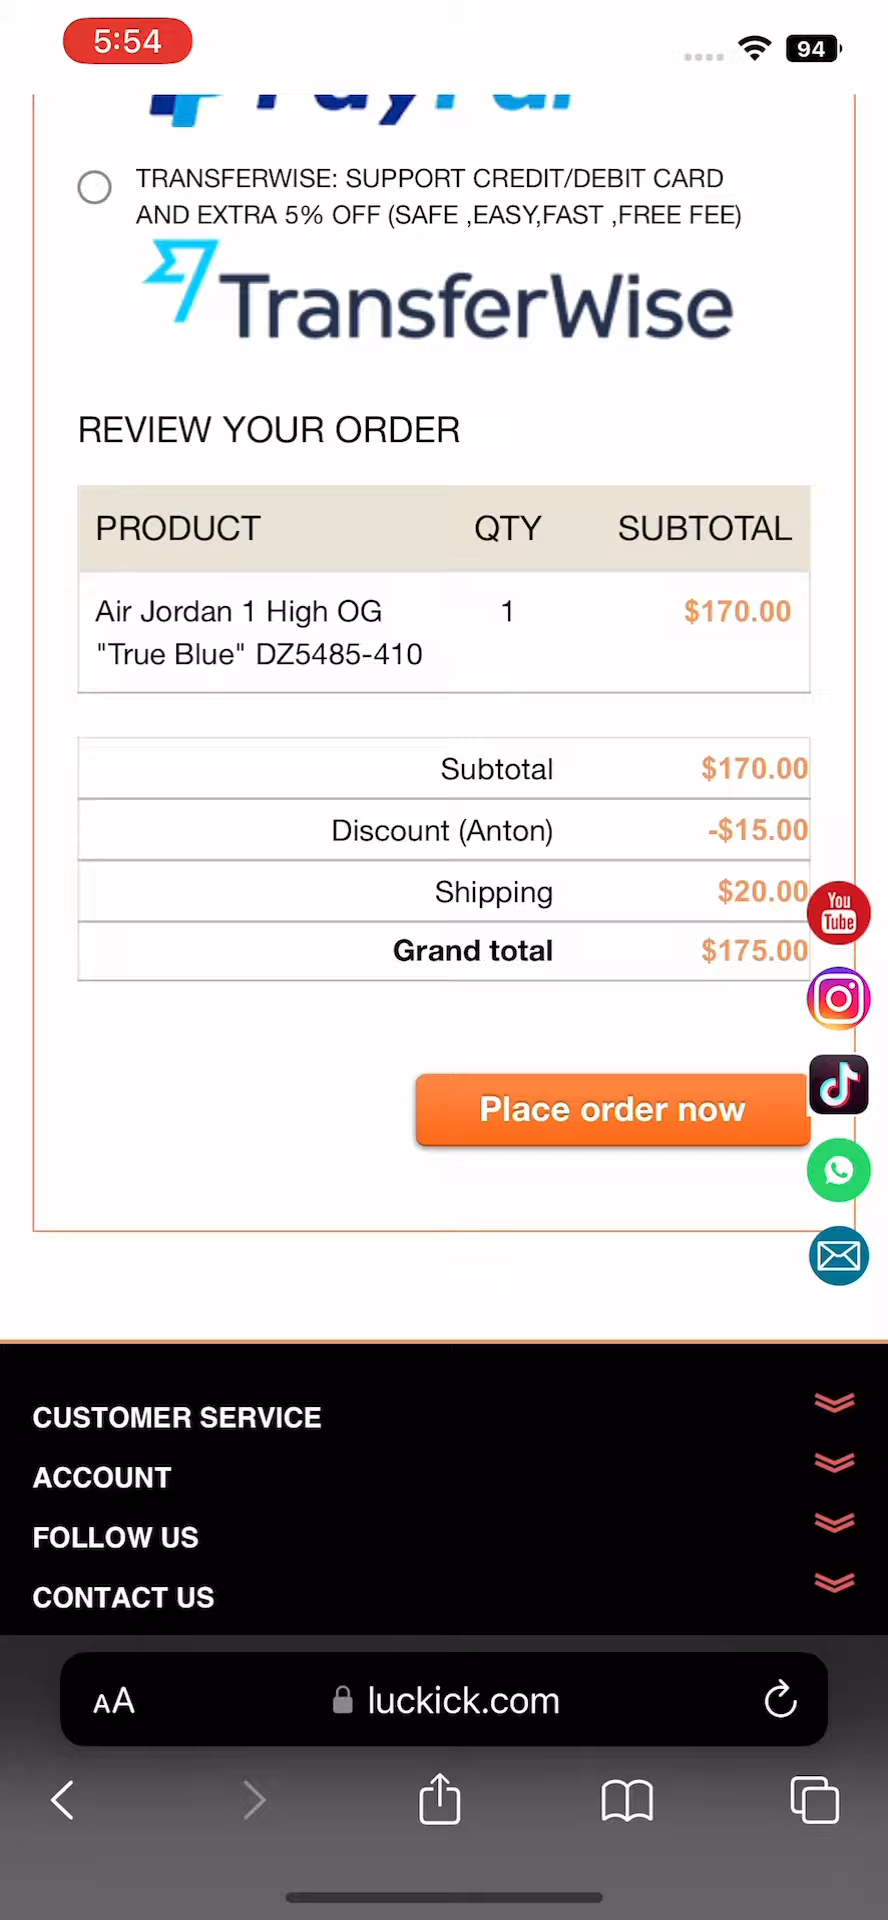 5:54
94
PayPal
TRANSFERWISE: SUPPORT CREDIT/DEBIT CARD
AND EXTRA 5% OFF (SAFE ,EASY,FAST ,FREE FEE)
TransferWise
REVIEW YOUR ORDER
PRODUCT QTY SUBTOTAL
Air Jordan 1 High OG 1 $170.00
"True Blue" DZ5485-410
Subtotal $170.00
Discount (Anton) -$15.00
Shipping $20.00
Grand total $175.00
You
Tube
Place order now
CUSTOMER SERVICE
ACCOUNT
FOLLOW US
CONTACT US
AA luckick.com